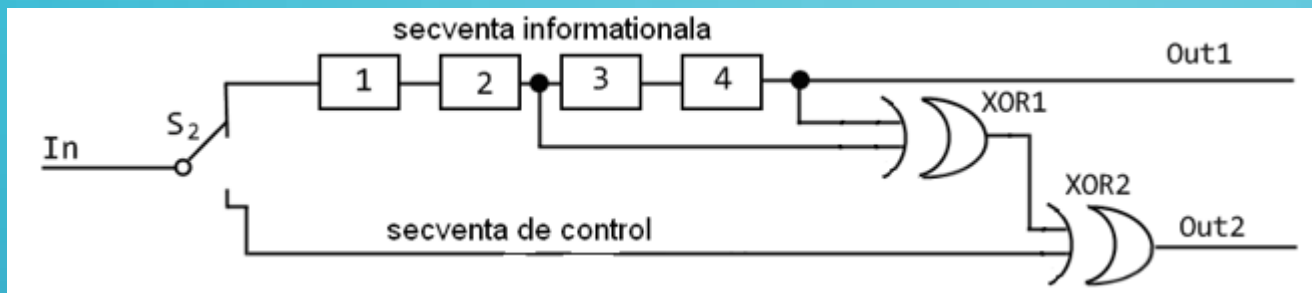 secventa informationala
Out1
1 2 3 4
XOR1
S₂
In
XOR2
secventa de control
Out2